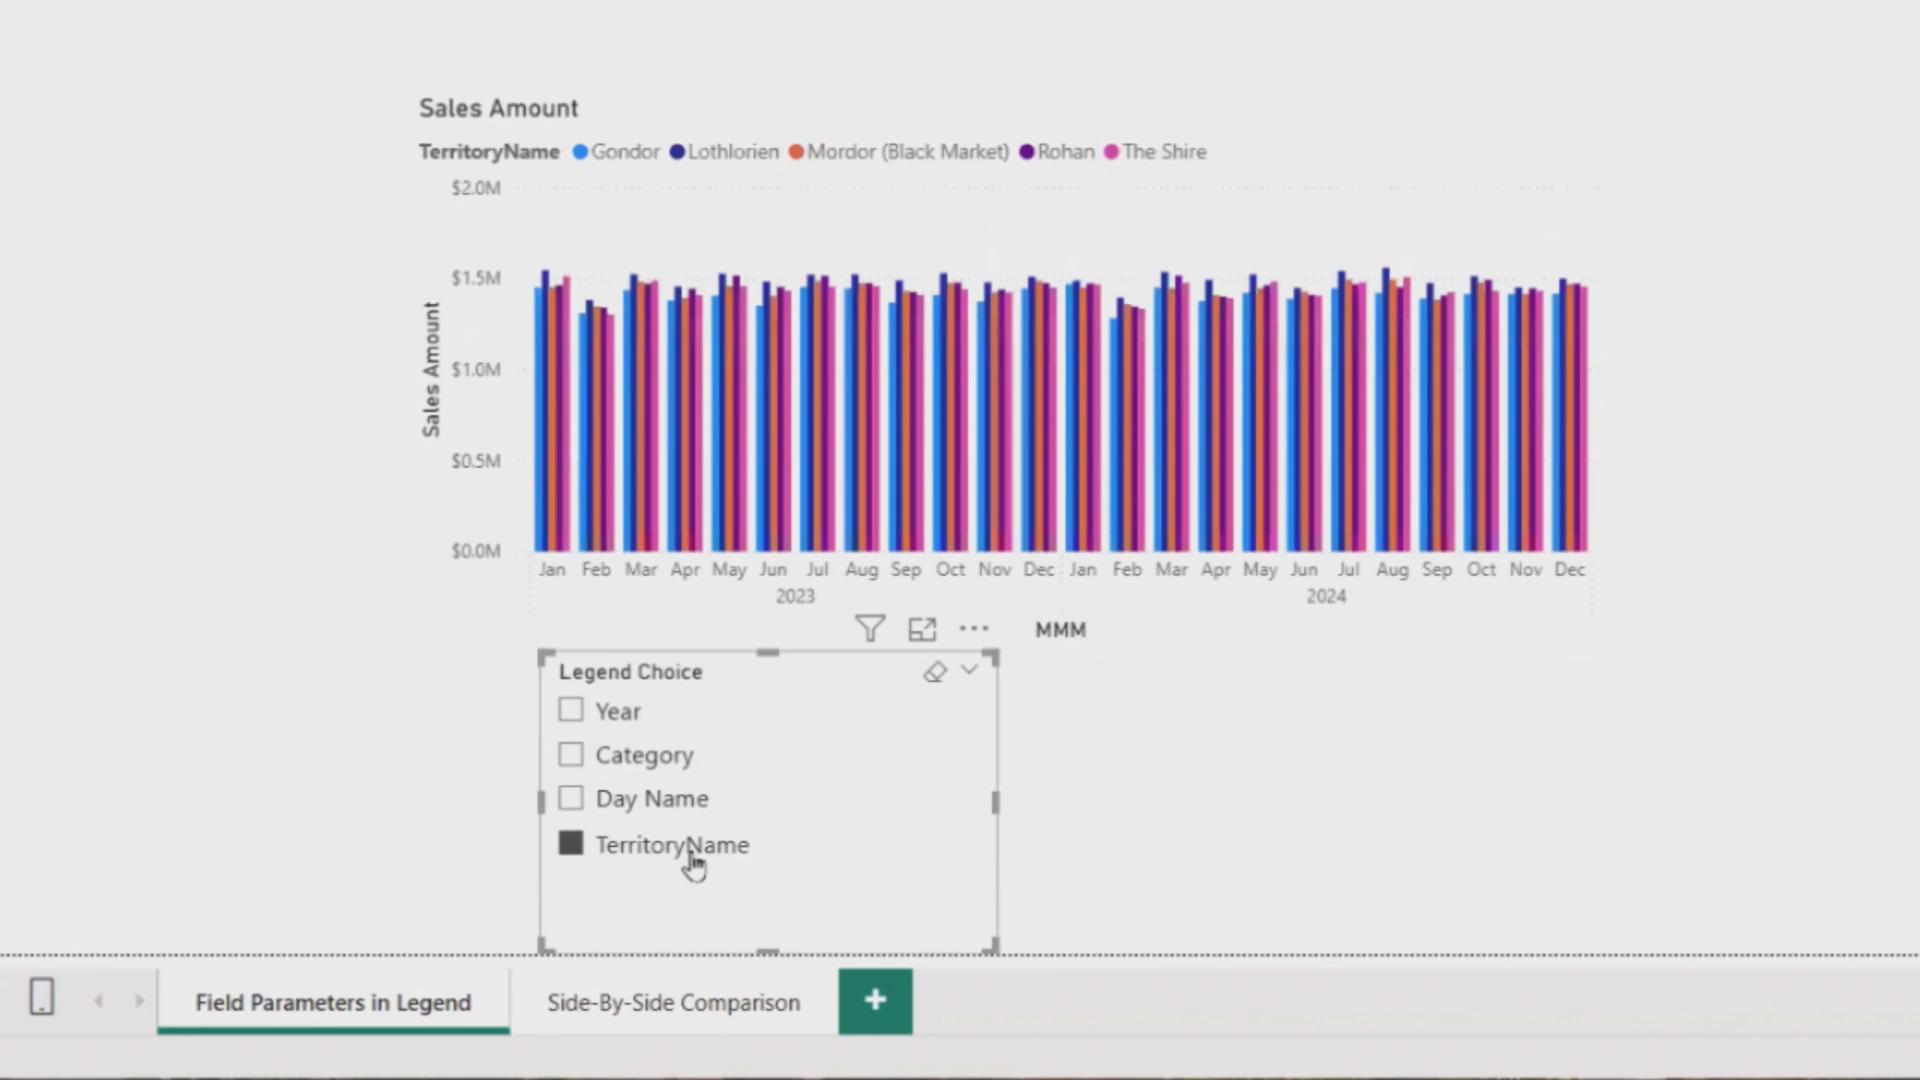 Sales Amount
TerritoryName Gondor Lothlorien Mordor (Black Market) Rohan The Shire
$2.0M
$1.5M
$1.0M
$0.5M
$0.0M
Sales Amount
Jan Feb Mar Apr May Jun Jul Aug Sep Oct Nov Dec Jan Feb Mar Apr May Jun Jul Aug Sep Oct Nov Dec
2023 2024
MMM
Legend Choice
Year
Category
Day Name
TerritoryName
Field Parameters in Legend Side-By-Side Comparison +